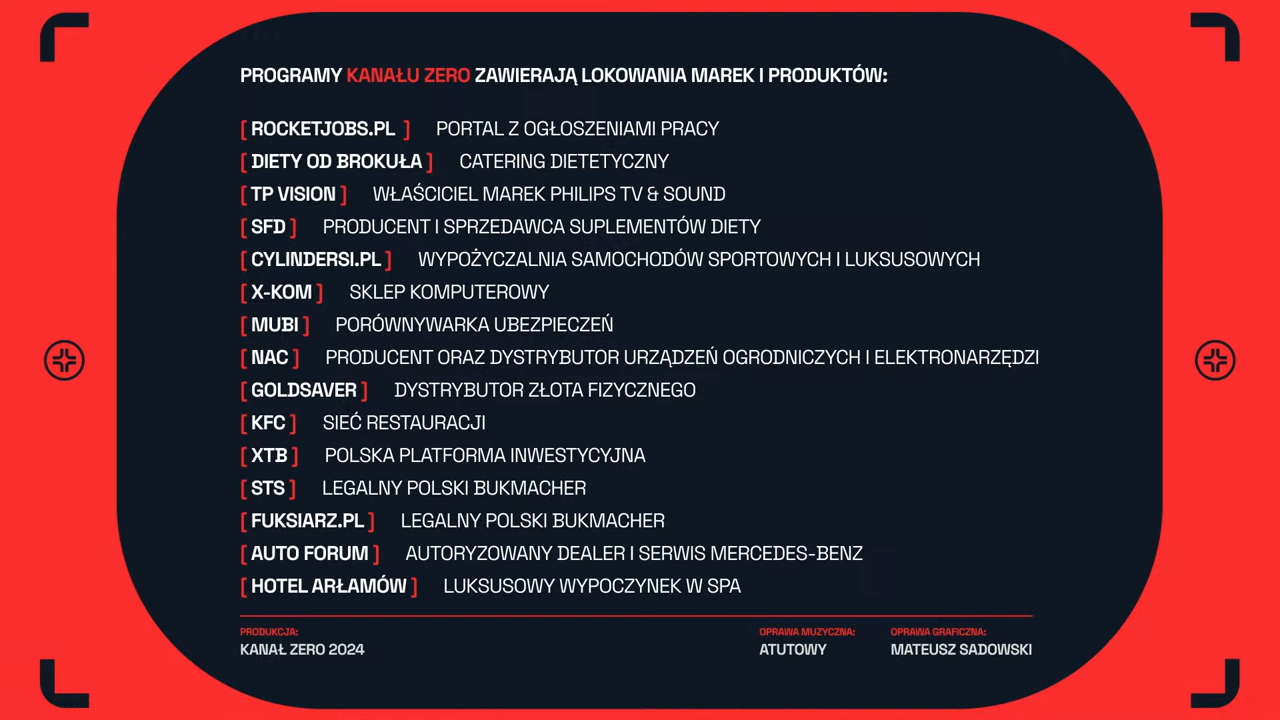 PROGRAMY KANAŁU ZERO ZAWIERAJĄ LOKOWANIA MAREK I PRODUKTÓW:
[ ROCKETJOBS.PL ] PORTAL Z OGŁOSZENIAMI PRACY
[ DIETY OD BROKUŁA ] CATERING DIETETYCZNY
[ TP VISION ] WŁAŚCICIEL MAREK PHILIPS TV & SOUND
[ SFD ] PRODUCENT I SPRZEDAWCA SUPLEMENTÓW DIETY
[ CYLINDERSI.PL ] WYPOŻYCZALNIA SAMOCHODÓW SPORTOWYCH I LUKSUSOWYCH
[ X-KOM ] SKLEP KOMPUTEROWY
[ MUBI ] PORÓWNYWARKA UBEZPIECZEŃ
[ NAC ] PRODUCENT ORAZ DYSTRYBUTOR URZĄDZEŃ OGRODNICZYCH I ELEKTRONARZĘDZI
[ GOLDSAVER ] DYSTRYBUTOR ZŁOTA FIZYCZNEGO
[ KFC ] SIEĆ RESTAURACJI
[ XTB ] POLSKA PLATFORMA INWESTYCYJNA
[ STS ] LEGALNY POLSKI BUKMACHER
[ FUKSIARZ.PL ] LEGALNY POLSKI BUKMACHER
[ AUTO FORUM ] AUTORYZOWANY DEALER I SERWIS MERCEDES-BENZ
[ HOTEL ARŁAMÓW ] LUKSUSOWY WYPOCZYNEK W SPA
PRODUKCJA: OPRAWA MUZYCZNA: OPRAWA GRAFICZNA:
KANAŁ ZERO 2024 ATUTOWY MATEUSZ SADOWSKI